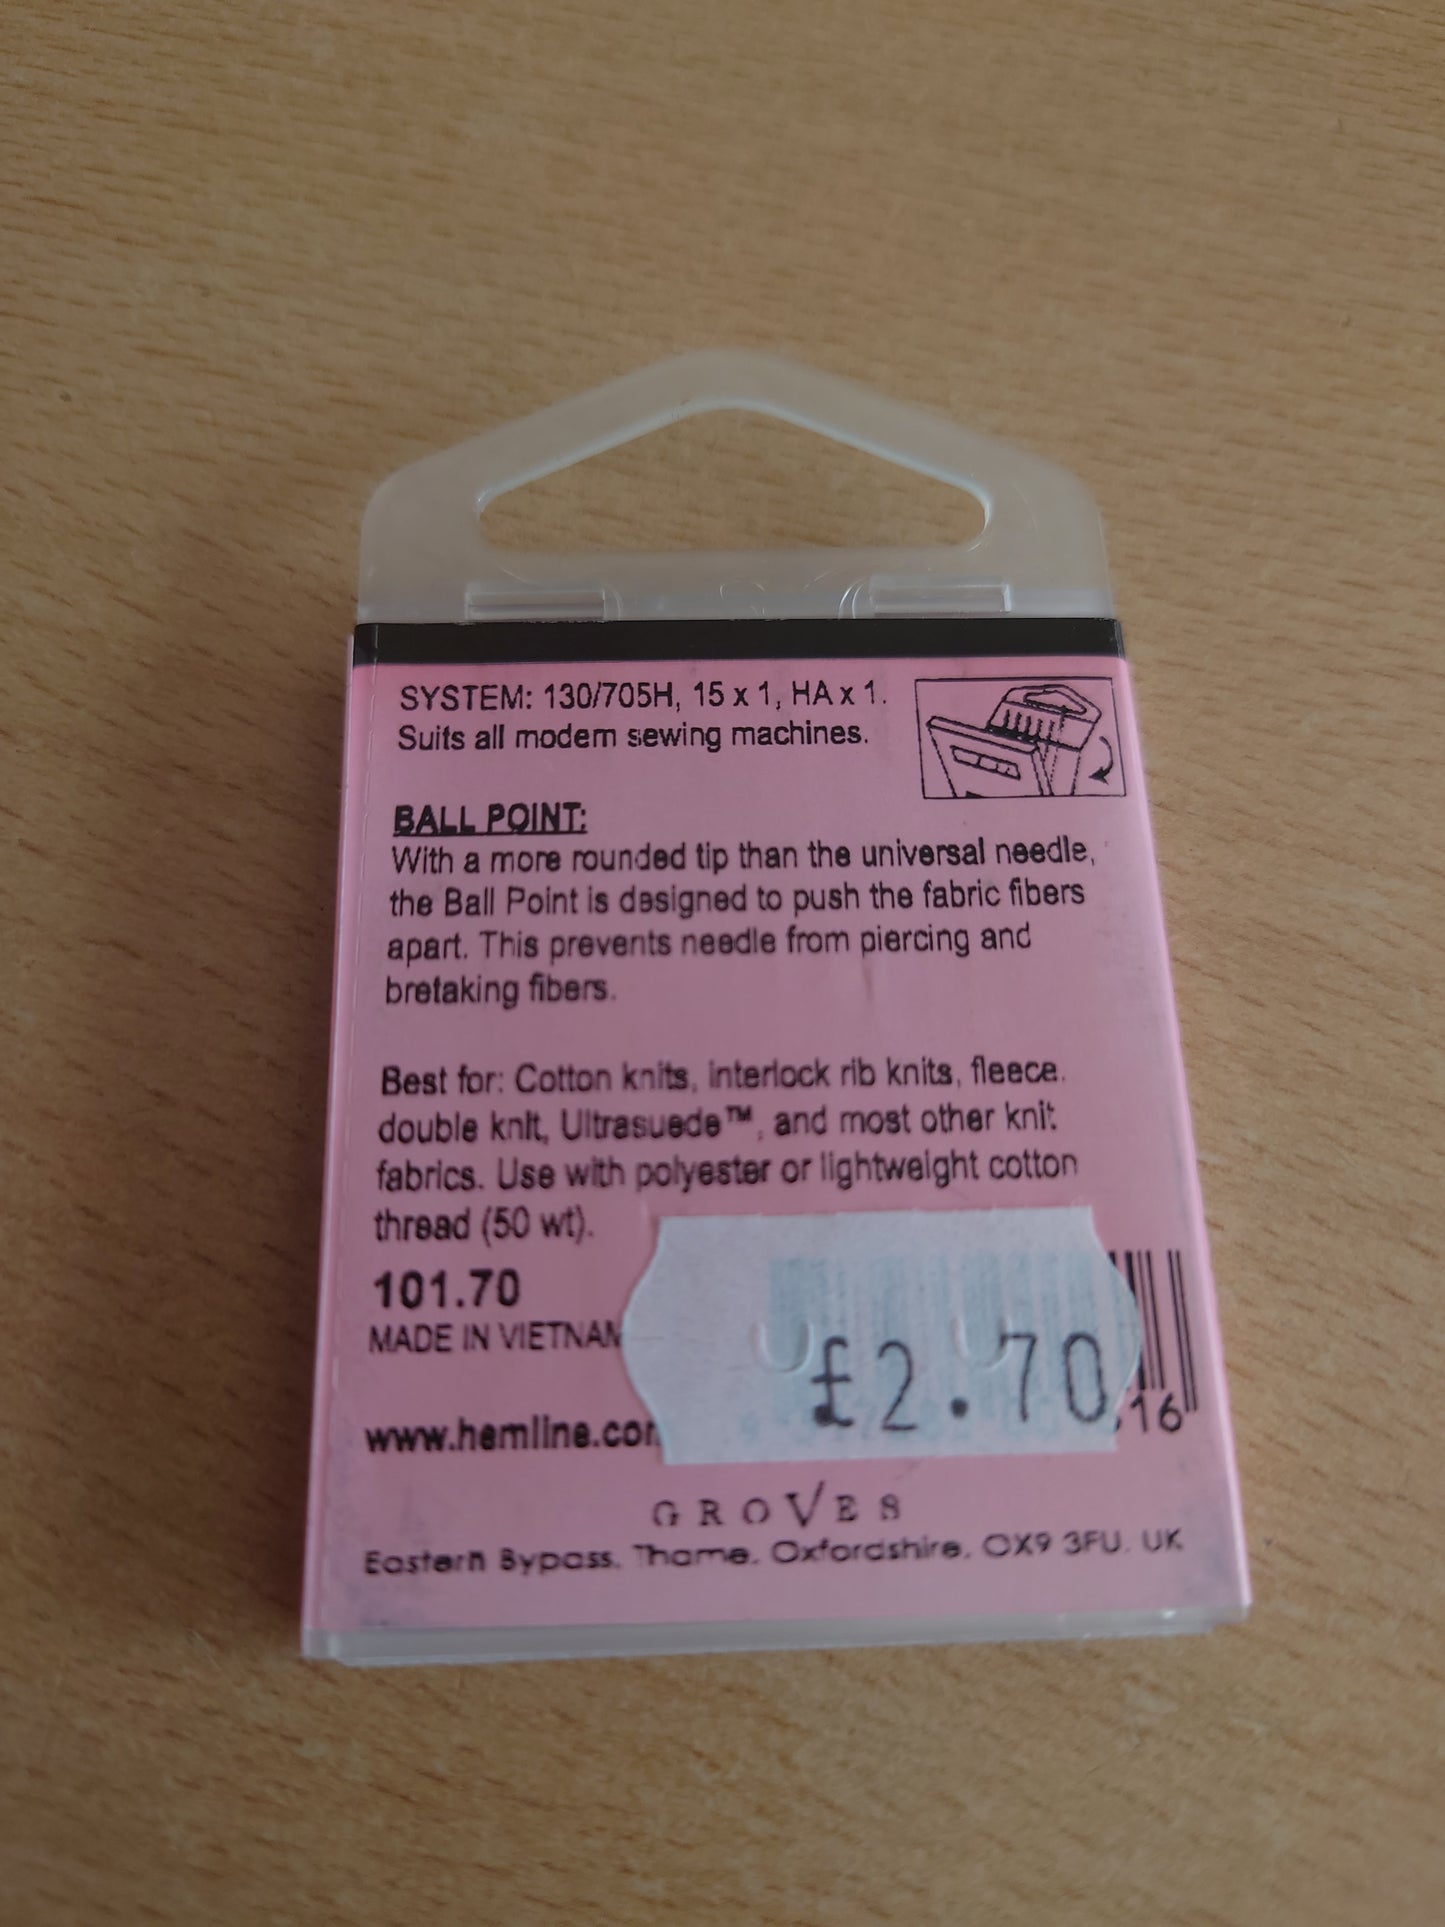 SYSTEM: 130/705H, 15 x 1, HA x 1.
Suits all modern sewing machines.
BALL POINT:
With a more rounded tip than the universal needle,
the Ball Point is designed to push the fabric fibers
apart. This prevents needle from piercing and
bretaking fibers.
Best for: Cotton knits, interlock rib knits, fleece.
double knit, Ultrasuede™, and most other knit
fabrics. Use with polyester or lightweight cotton
thread (50 wt).
101.70
MADE IN VIETNAM
www.hemline.com
£2.70
16
GROVES
Eastern Bypass, Thame, Oxfordshire, OX9 3FU, UK